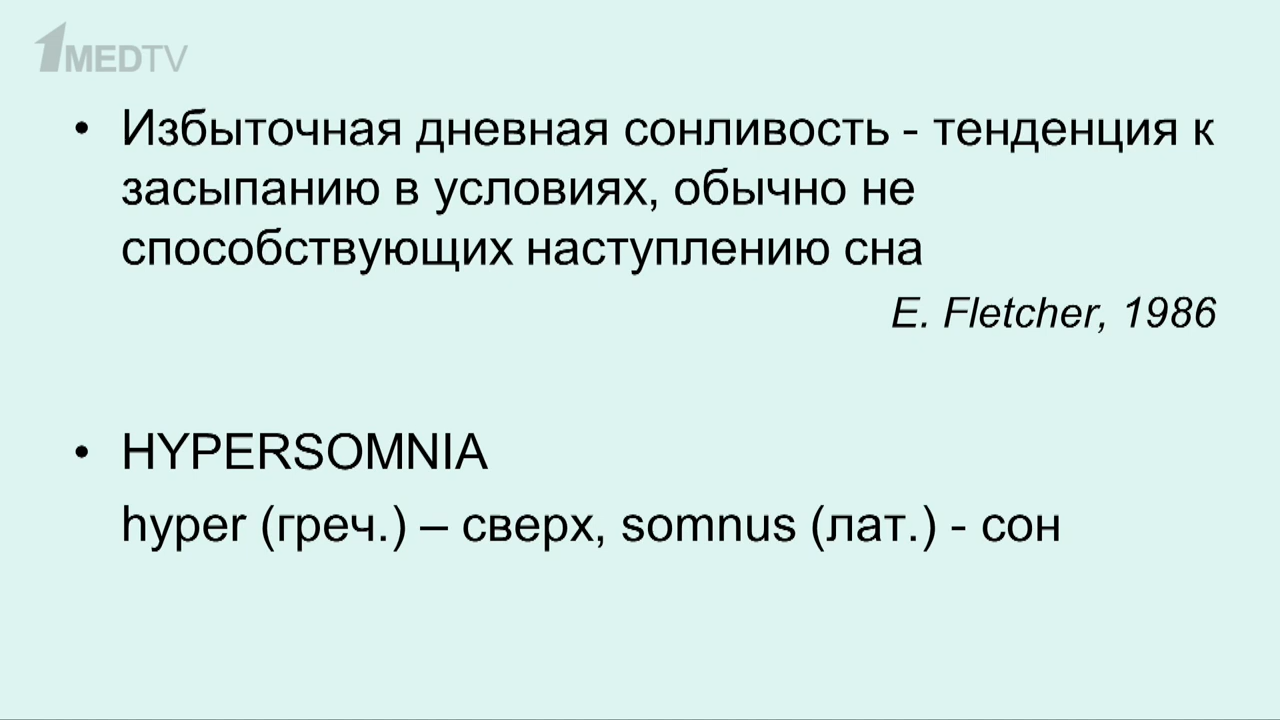 1MEDTV
• Избыточная дневная сонливость - тенденция к
засыпанию в условиях, обычно не
способствующих наступлению сна
E. Fletcher, 1986
• HYPERSOMNIA
hyper (греч.) – сверх, somnus (лат.) - сон